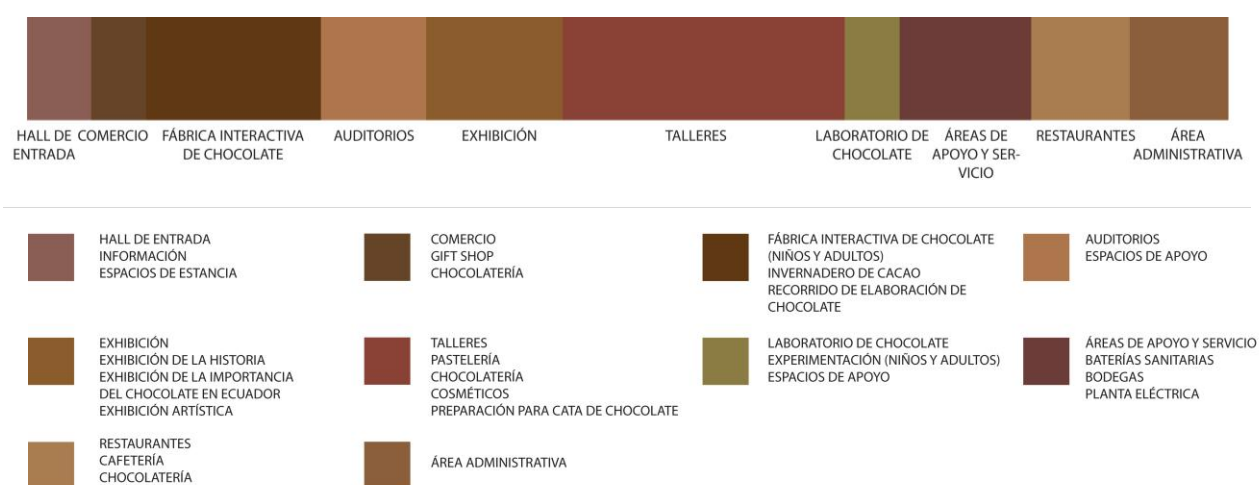 HALL DE ENTRADA
COMERCIO
FÁBRICA INTERACTIVA
DE CHOCOLATE
AUDITORIOS
EXHIBICIÓN
TALLERES
LABORATORIO DE
CHOCOLATE
ÁREAS DE
APOYO Y SER-
VICIO
RESTAURANTES
ÁREA
ADMINISTRATIVA
HALL DE ENTRADA
INFORMACIÓN
ESPACIOS DE ESTANCIA
COMERCIO
GIFT SHOP
CHOCOLATERÍA
FÁBRICA INTERACTIVA DE CHOCOLATE
(NIÑOS Y ADULTOS)
INVERNADERO DE CACAO
RECORRIDO DE ELABORACIÓN DE
CHOCOLATE
AUDITORIOS
ESPACIOS DE APOYO
EXHIBICIÓN
EXHIBICIÓN DE LA HISTORIA
EXHIBICIÓN DE LA IMPORTANCIA
DEL CHOCOLATE EN ECUADOR
EXHIBICIÓN ARTÍSTICA
TALLERES
PASTELERÍA
CHOCOLATERÍA
COSMÉTICOS
PREPARACIÓN PARA CATA DE CHOCOLATE
LABORATORIO DE CHOCOLATE
EXPERIMENTACIÓN (NIÑOS Y ADULTOS)
ESPACIOS DE APOYO
ÁREAS DE APOYO Y SERVICIO
BATERÍAS SANITARIAS
BODEGAS
PLANTA ELÉCTRICA
RESTAURANTES
CAFETERÍA
CHOCOLATERÍA
ÁREA ADMINISTRATIVA